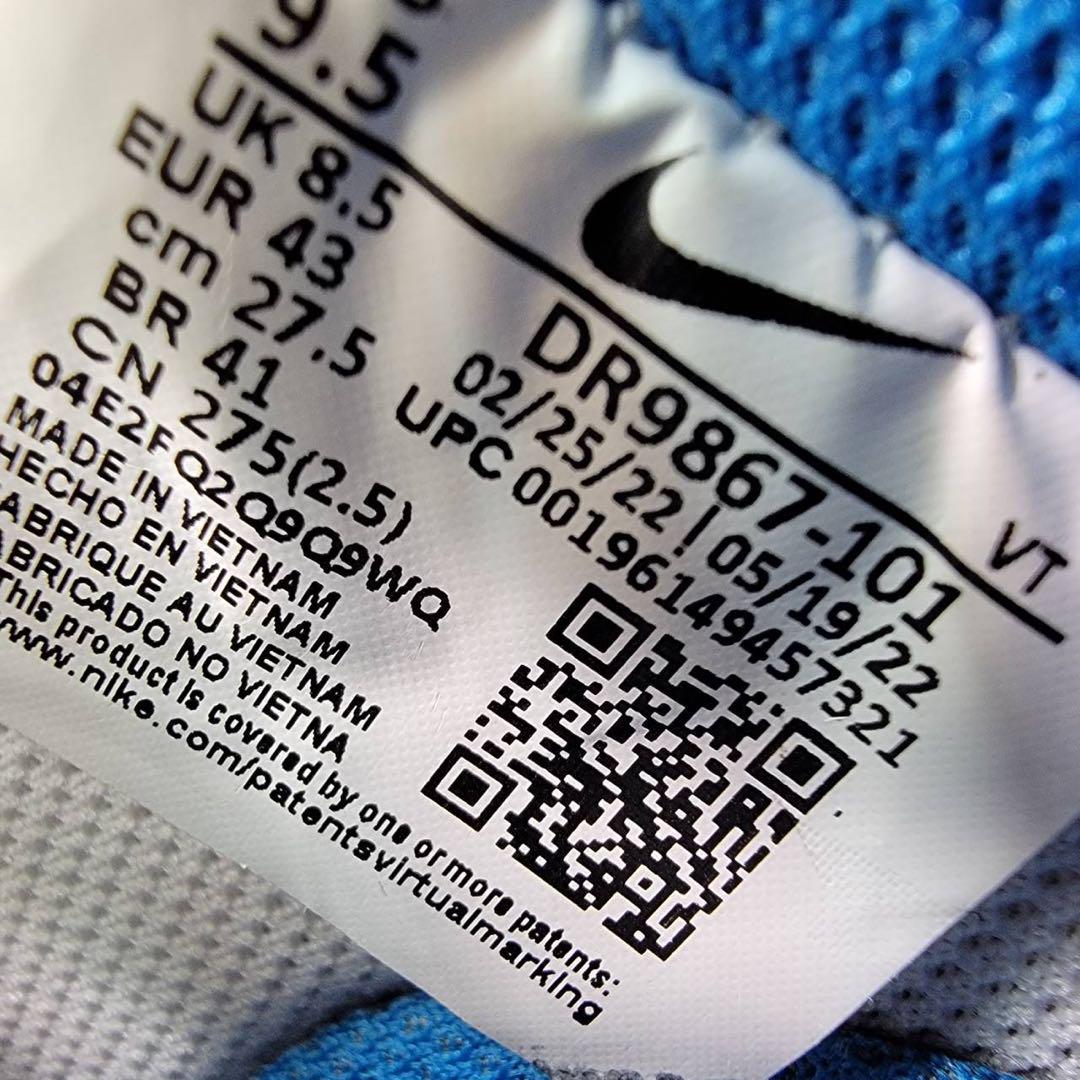 9.5
UK 8.5
EUR 43
cm 27.5
BR 41
CN 275(2.5)
04E2FQ2Q9Q9WQ
MADE IN VIETNAM
HECHO EN VIETNAM
FABRIQUE AU VIETNAM
FABRICADO NO VIETNA
This product is covered by one or more patents:
www.nike.com/patentsvirtualmarking
DR9867-101
VT
02/25/22 | 05/19/22
UPC 00196149457321